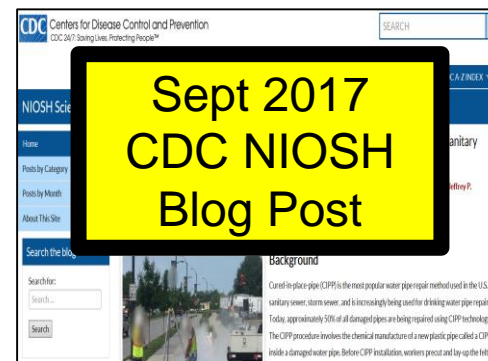 CDC Centers for Disease Control and Prevention
CDC 24/7: Saving Lives. Protecting People™
SEARCH
CDC A-Z INDEX
NIOSH Scie
Sept 2017
CDC NIOSH
Blog Post
anitary
Home
Posts by Category
Posts by Month
About This Site
Jeffrey P.
Search the blog
Search for:
Search...
Search
Background
Cured-in-place-pipe (CIPP) is the most popular water pipe repair method used in the U.S.
sanitary sewer, storm sewer, and is increasingly being used for drinking water pipe repair
Today, approximately 50% of all damaged pipes are being repaired using CIPP technolog
The CIPP procedure involves the chemical manufacture of a new plastic pipe called a CIP
inside a damaged water pipe. Before CIPP installation, workers precut and lay-up the felt